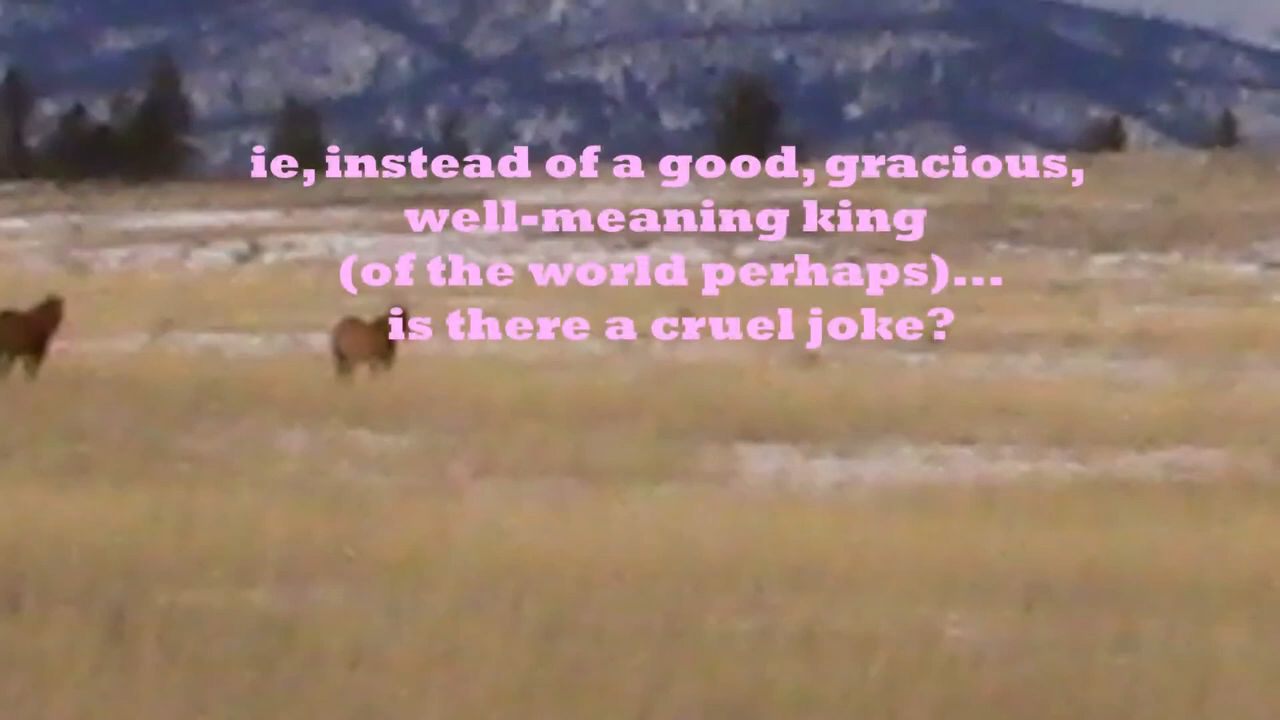 ie, instead of a good, gracious,
well-meaning king
(of the world perhaps)...
is there a cruel joke?